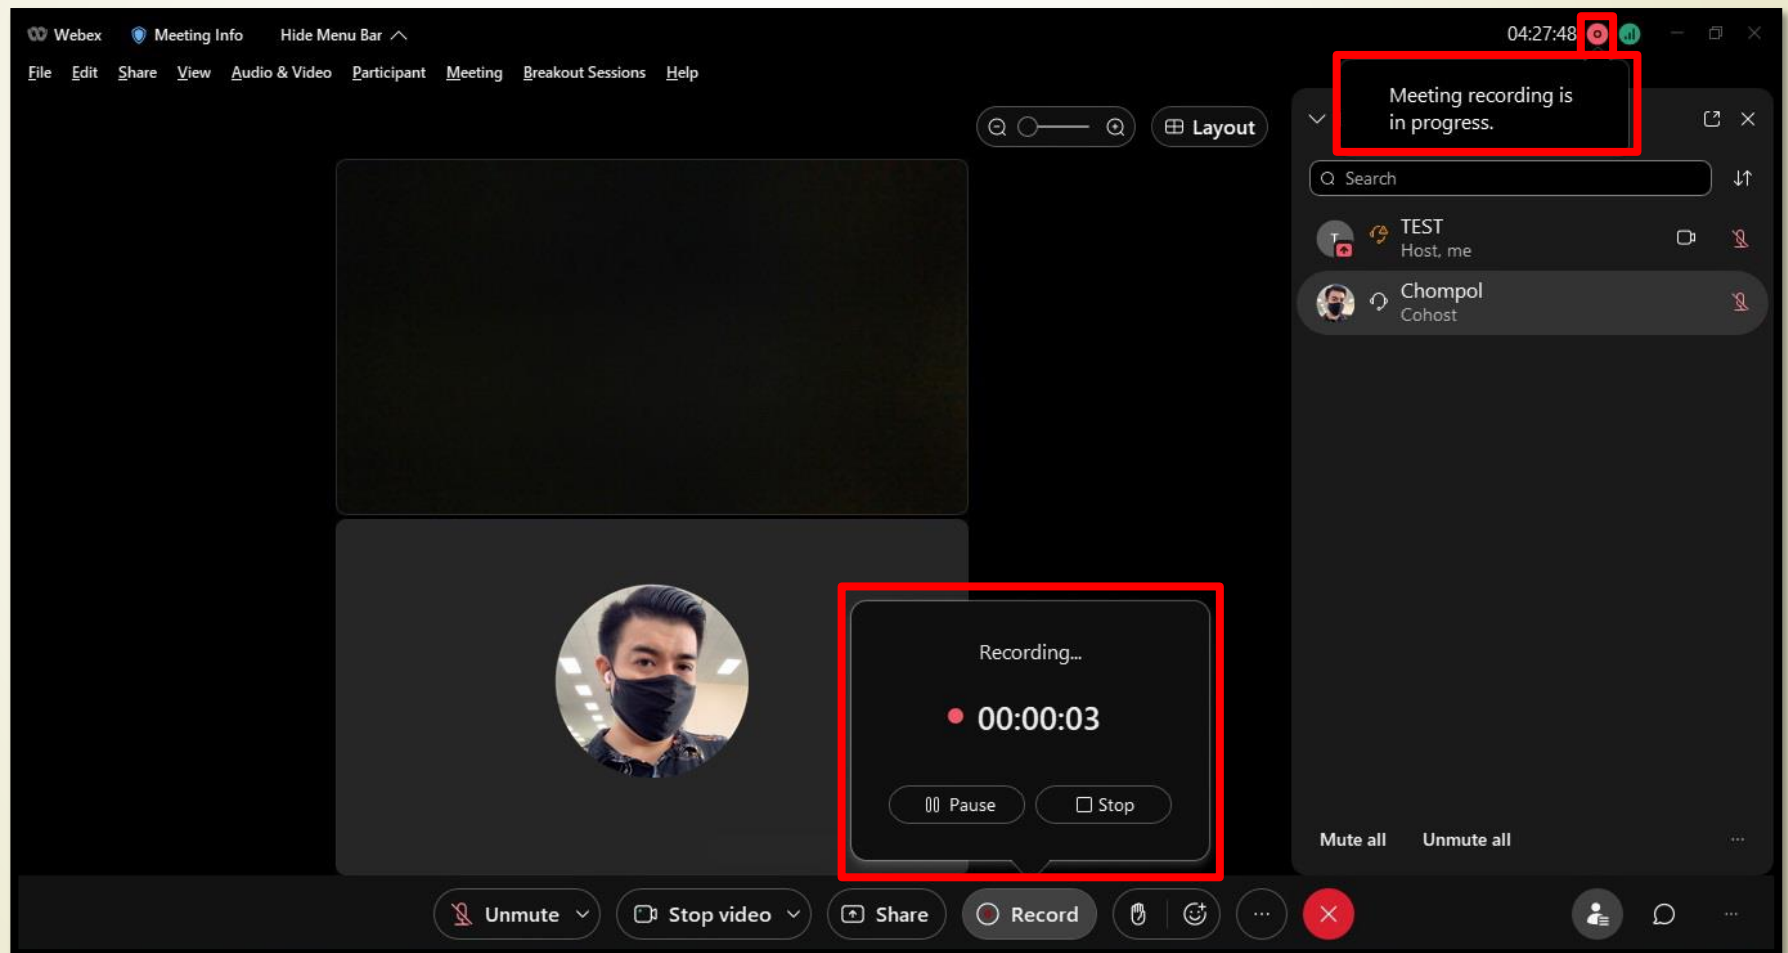 Webex Meeting Info Hide Menu Bar 04:27:48
File Edit Share View Audio & Video Participant Meeting Breakout Sessions Help
Meeting recording is
in progress.
Layout
Search
T TEST
Host, me
Chompol
Cohost
Recording...
00:00:03
Pause Stop
Mute all Unmute all ...
Unmute Stop video Share Record ... ...